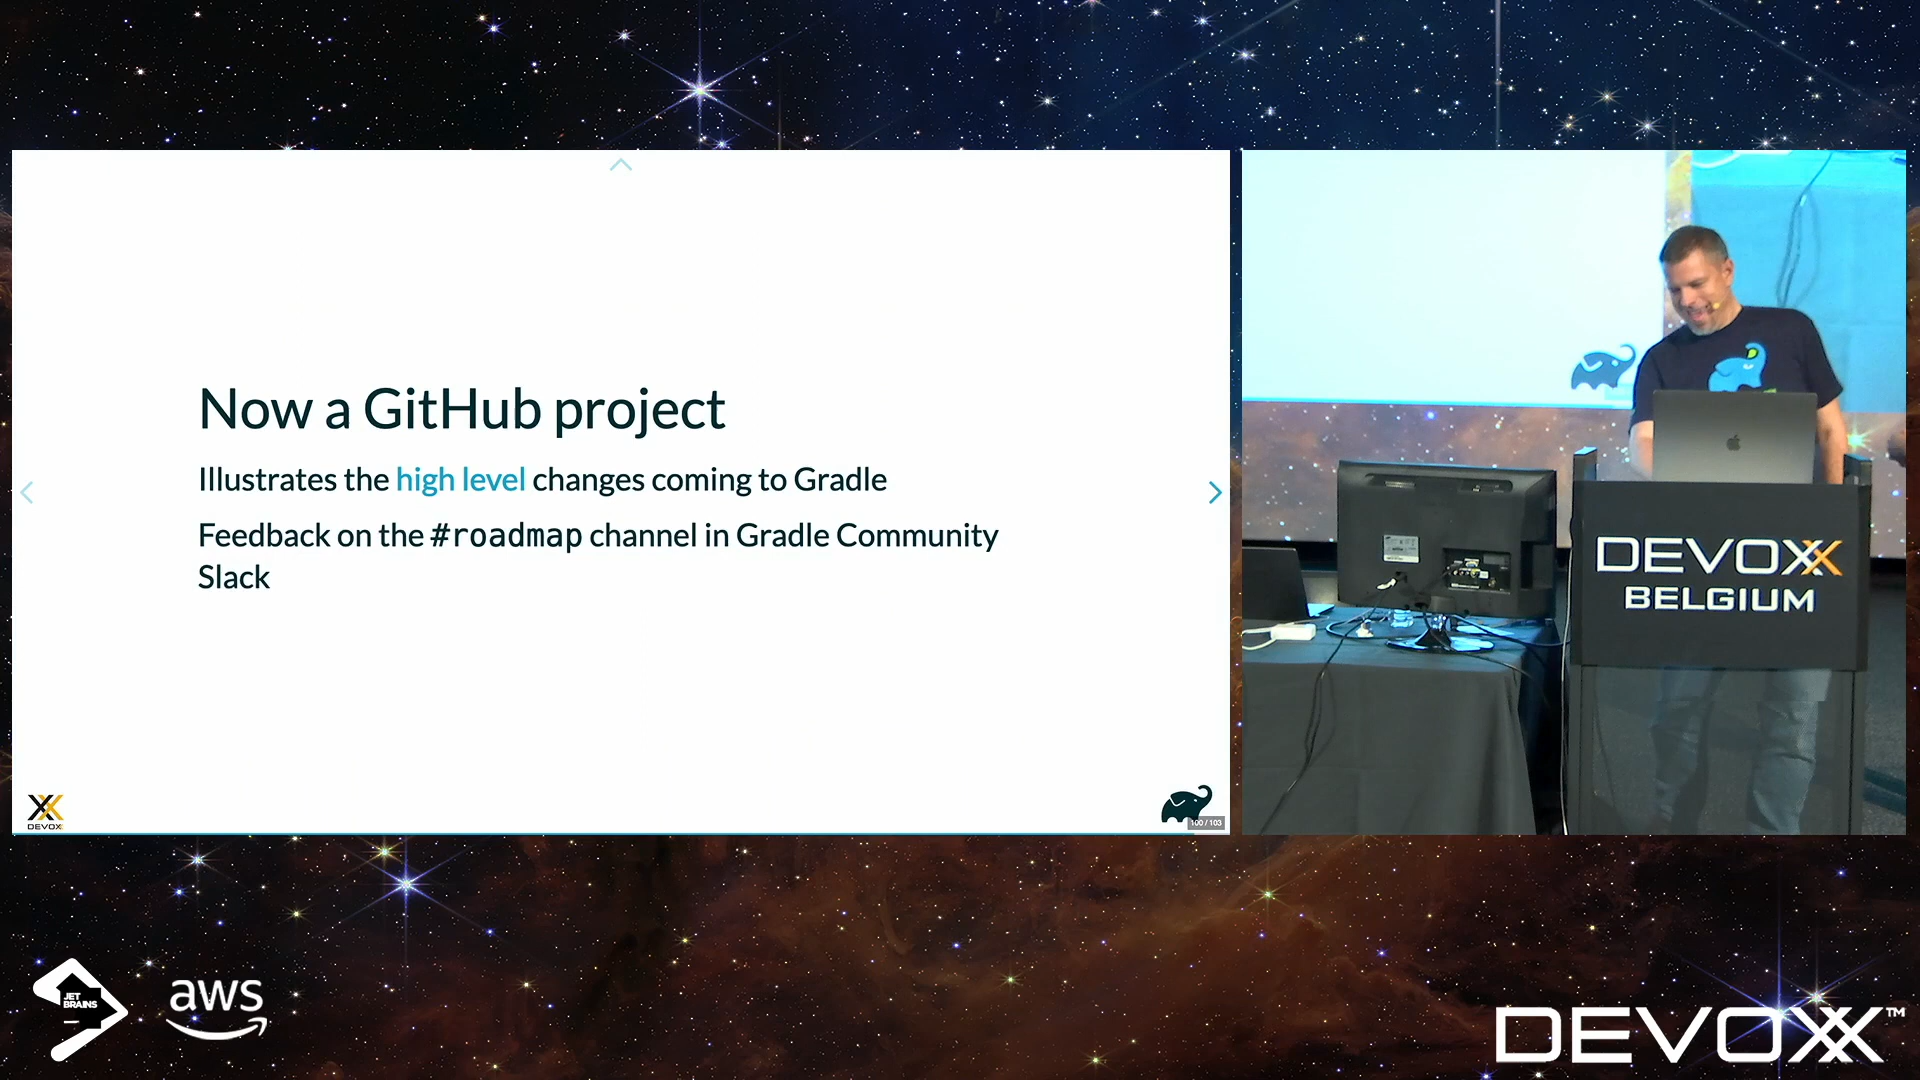 Now a GitHub project
Illustrates the high level changes coming to Gradle
Feedback on the #roadmap channel in Gradle Community
Slack
DEVOXX
100 / 103
DEVOXX
BELGIUM
JET
BRAINS
aws
DEVOXX™